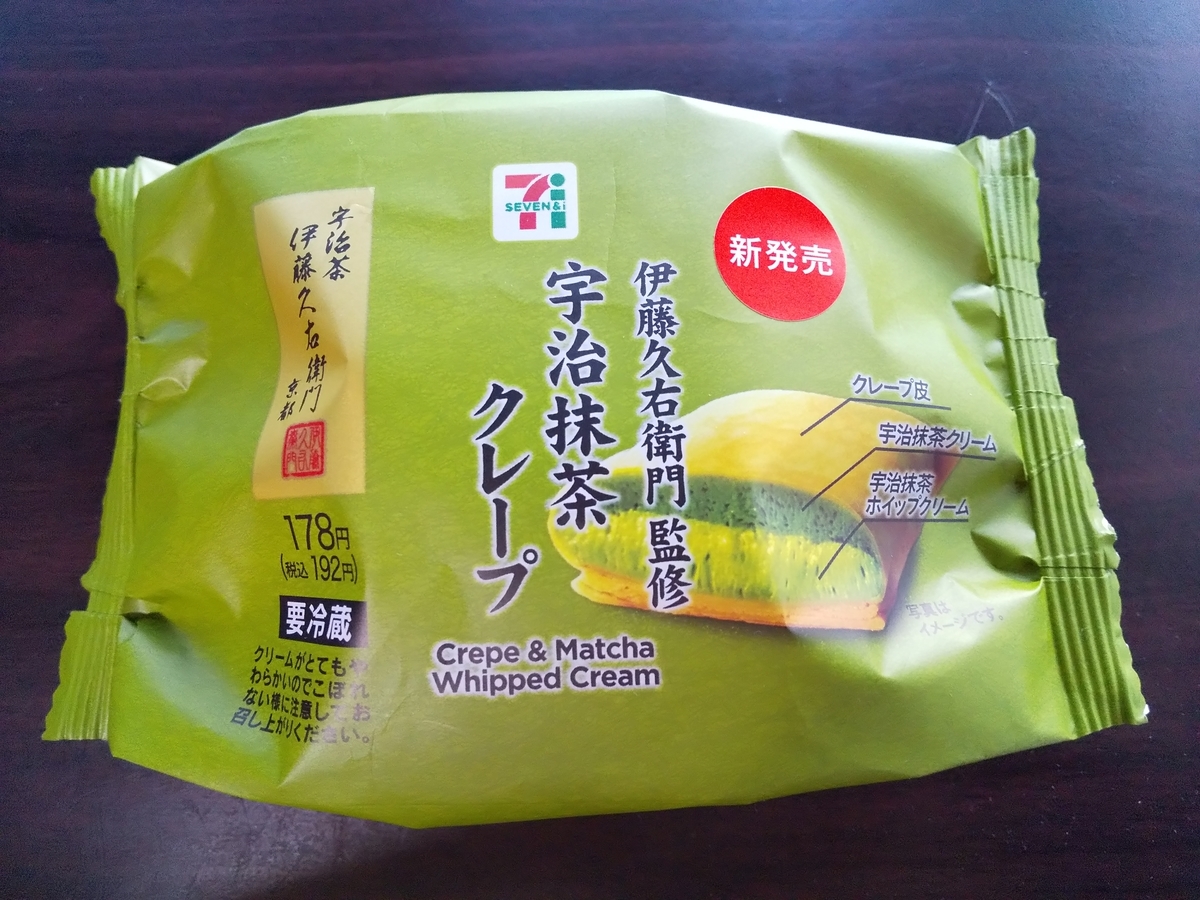 SEVEN&i
新発売
伊藤久右衛門 監修
宇治抹茶
クレープ
Crepe & Matcha
Whipped Cream
宇治茶
伊藤久右衛門
京都
178円
(税込 192円)
要冷蔵
クリームがとてもや
わらかいのでこぼれ
ない様に注意してお
召し上がりください。
クレープ皮
宇治抹茶クリーム
宇治抹茶
ホイップクリーム
写真は
イメージです。